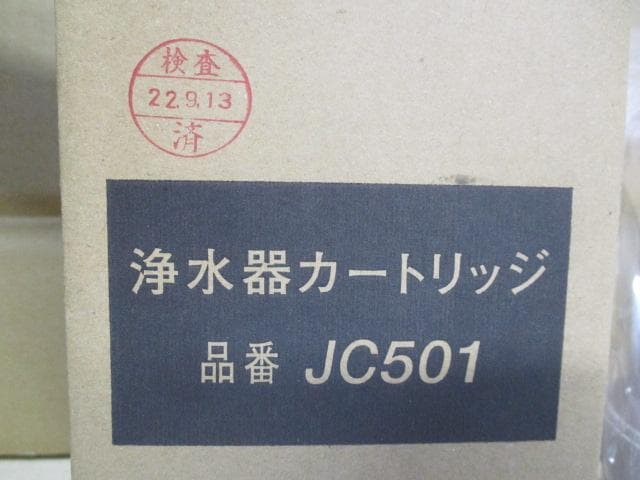 検査
22.9.13
済
浄水器カートリッジ
品番 JC501